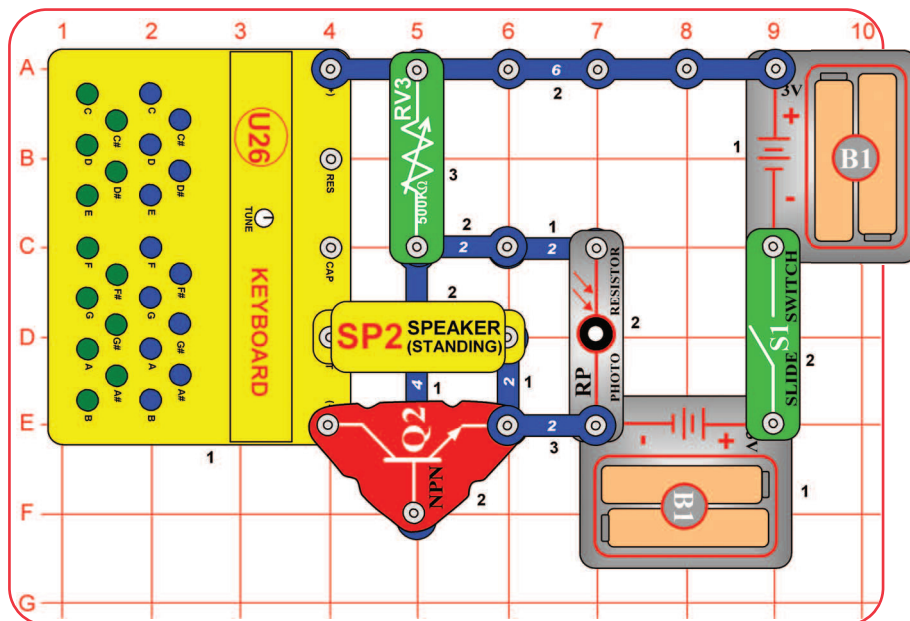 1 2 3 4 5 6 7 8 9 10
A
B
C
D
E
F
G
C
C#
D
D#
E
F
F#
G
G#
A
A#
B
C
C#
D
D#
E
F
F#
G
G#
A
A#
B
U26
TUNE
KEYBOARD
1
RES
CAP
RV3
500KΩ
3
6
2
2
2
1
2
2
4
1
SP2 SPEAKER
(STANDING)
2
1
Q2
NPN
2
2
3
RP
PHOTO RESISTOR
2
3V
+
-
B1
1
S1
SLIDE SWITCH
2
3V
-
+
B1
1